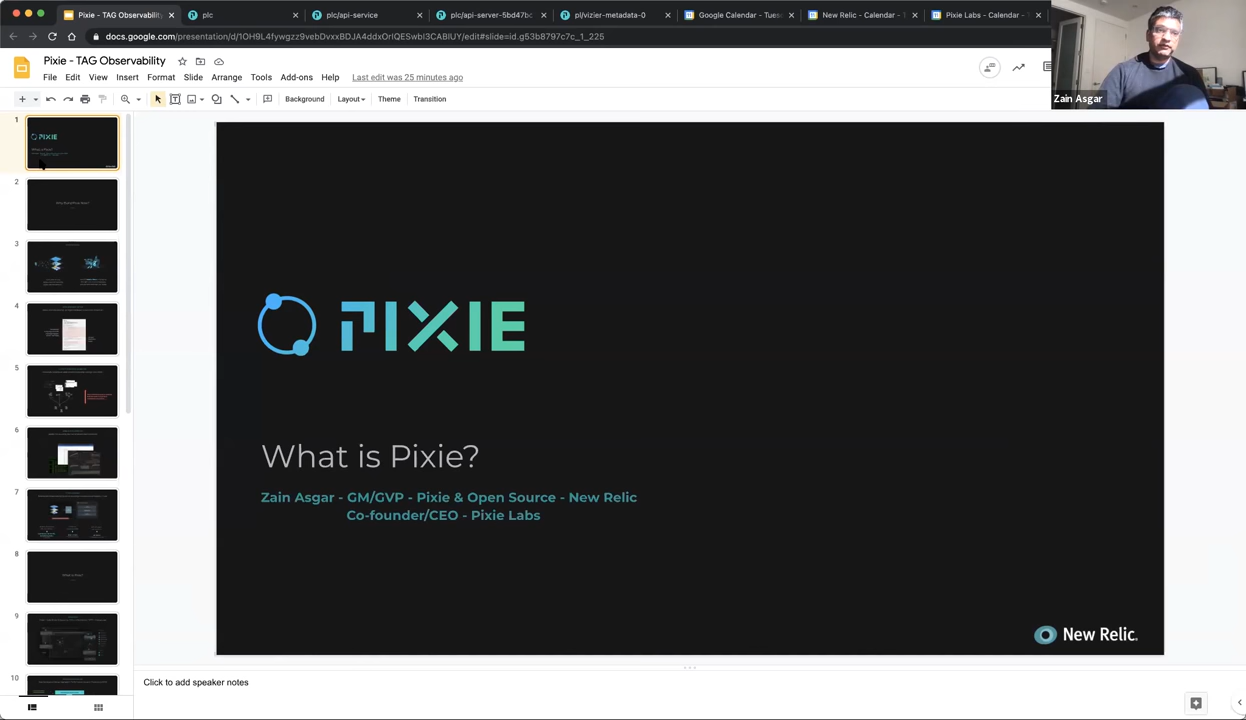 Pixie - TAG Observability
plc
plc/api-service
plc/api-server-5bd47bc
pl/vizier-metadata-0
Google Calendar - Tues
New Relic - Calendar - T
Pixie Labs - Calendar - T
docs.google.com/presentation/d/1OH9L4fywgzz9vebDvxxBDJA4ddxOrIQESwbI3CABIUY/edit#slide=id.g53b8797c7c_1_225
Pixie - TAG Observability
File Edit View Insert Format Slide Arrange Tools Add-ons Help Last edit was 25 minutes ago
Background Layout Theme Transition
Zain Asgar
1
2
3
4
5
6
7
8
9
10
PIXIE
What is Pixie?
Zain Asgar - GM/GVP - Pixie & Open Source - New Relic
Co-founder/CEO - Pixie Labs
New Relic.
Click to add speaker notes